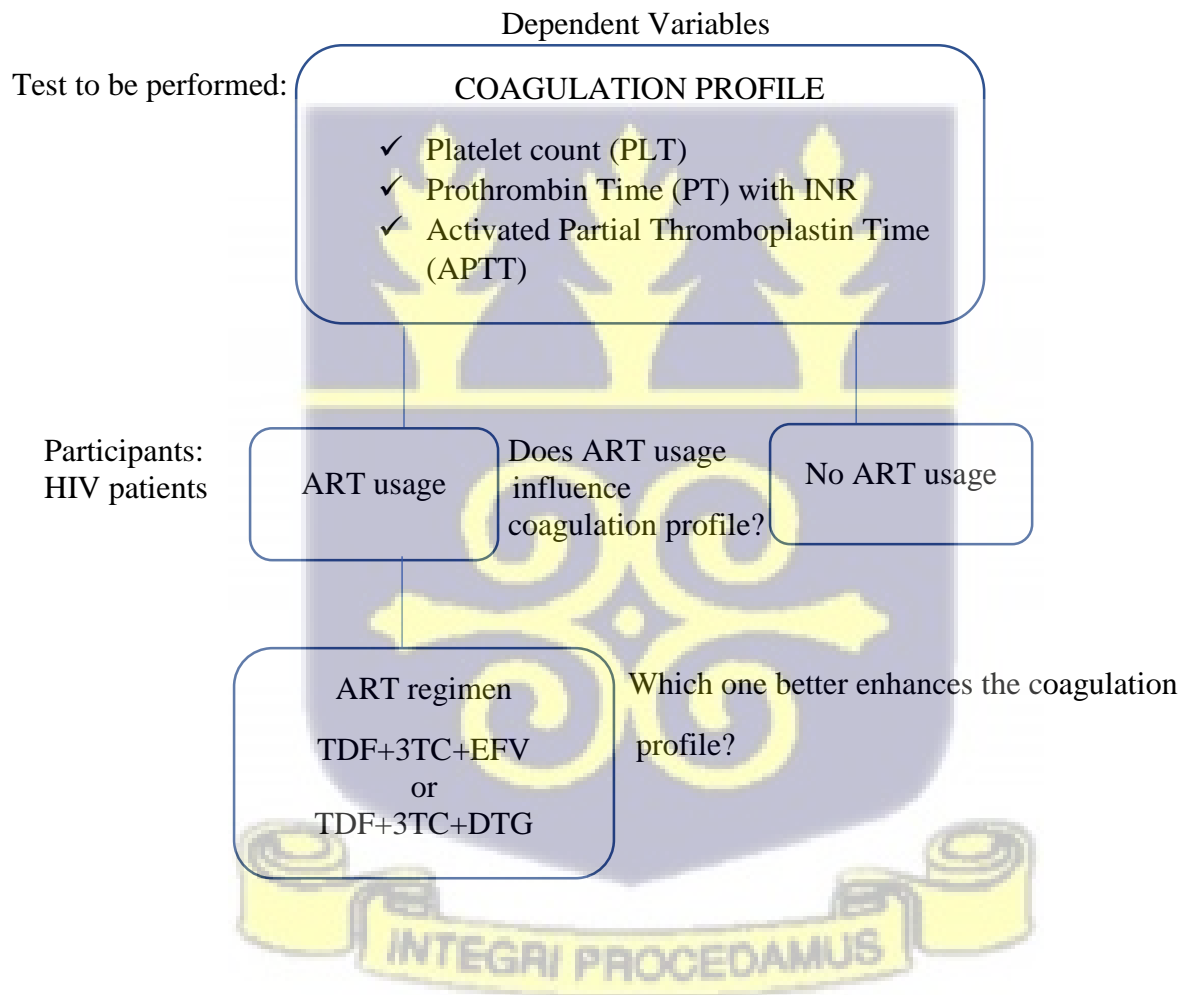 Dependent Variables
Test to be performed:
COAGULATION PROFILE
✓ Platelet count (PLT)
✓ Prothrombin Time (PT) with INR
✓ Activated Partial Thromboplastin Time
(APTT)
Participants:
HIV patients
ART usage
Does ART usage
influence
coagulation profile?
No ART usage
ART regimen
TDF+3TC+EFV
or
TDF+3TC+DTG
Which one better enhances the coagulation
profile?
INTEGRI PROCEDAMUS